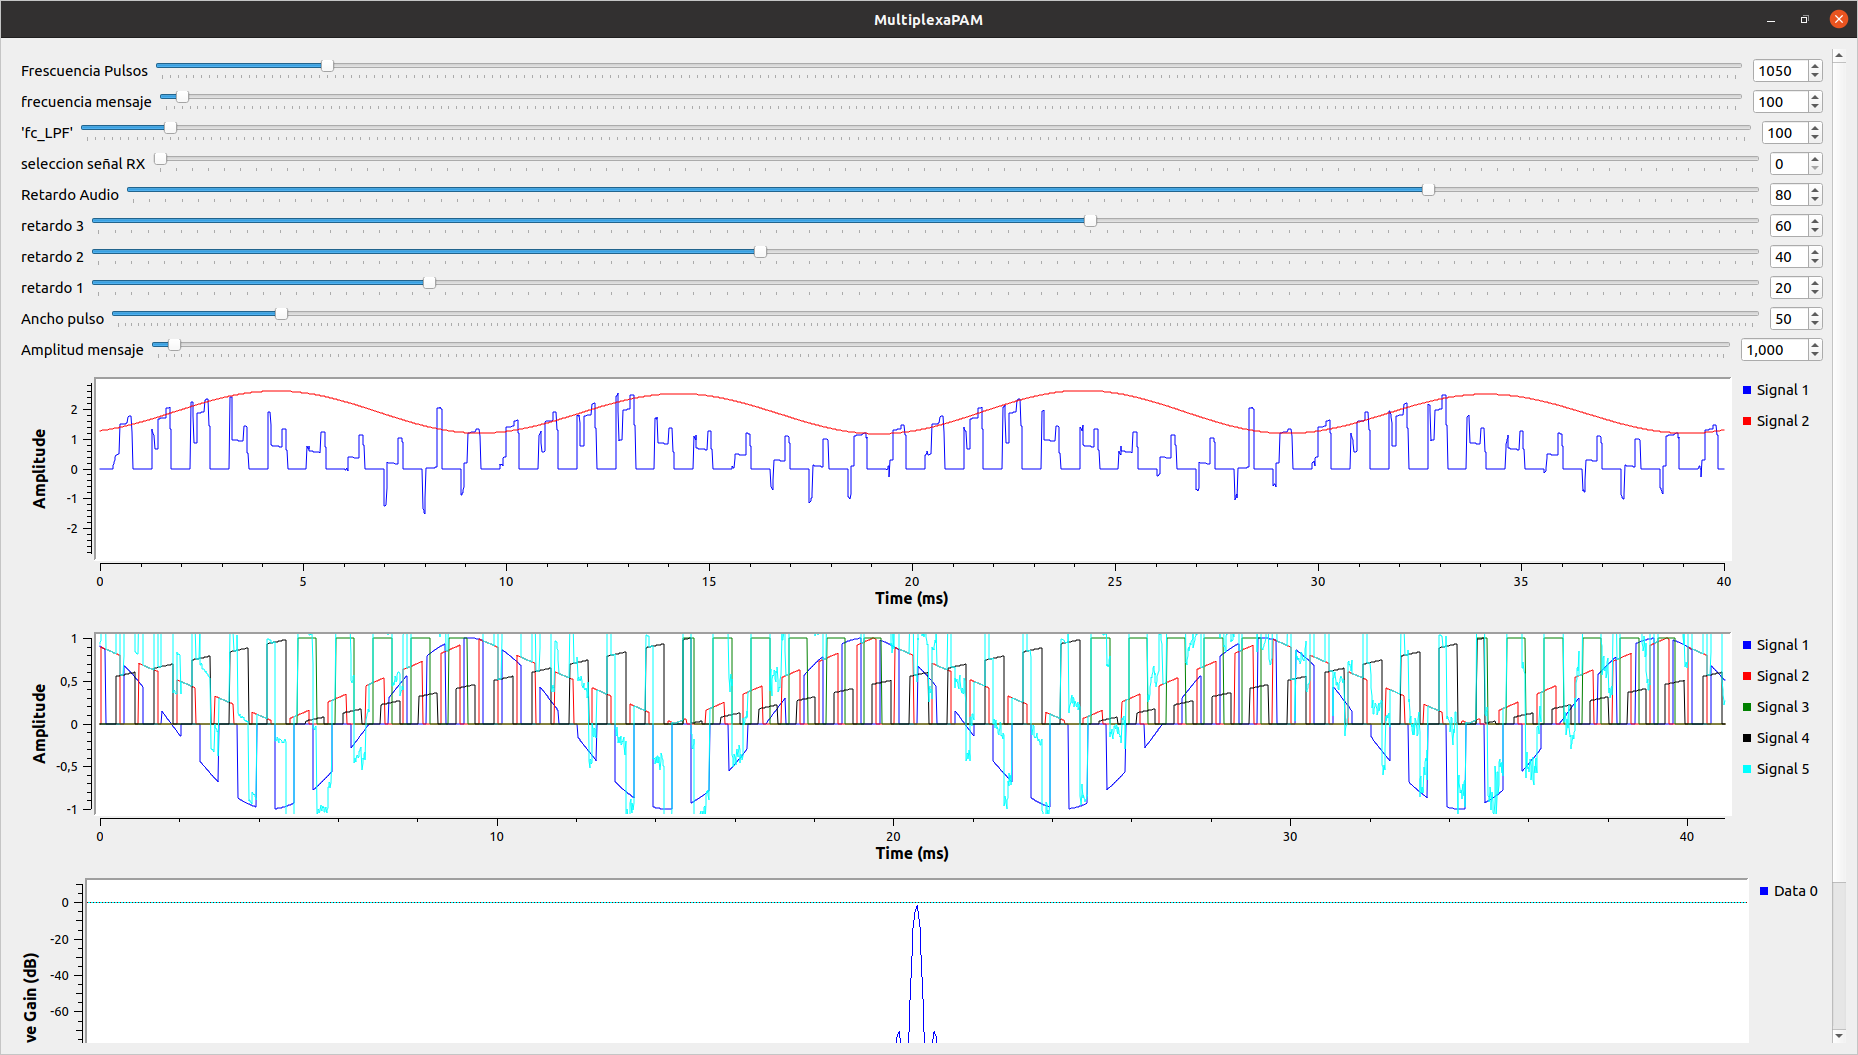 MultiplexaPAM
Frescuencia Pulsos 1050
frecuencia mensaje 100
'fc_LPF' 100
seleccion señal RX 0
Retardo Audio 80
retardo 3 60
retardo 2 40
retardo 1 20
Ancho pulso 50
Amplitud mensaje 1,000
Amplitude
2
1
0
-1
-2
0 5 10 15 20 25 30 35 40
Time (ms)
Signal 1
Signal 2
Amplitude
1
0,5
0
-0,5
-1
0 10 20 30 40
Time (ms)
Signal 1
Signal 2
Signal 3
Signal 4
Signal 5
ve Gain (dB)
0
-20
-40
-60
Data 0